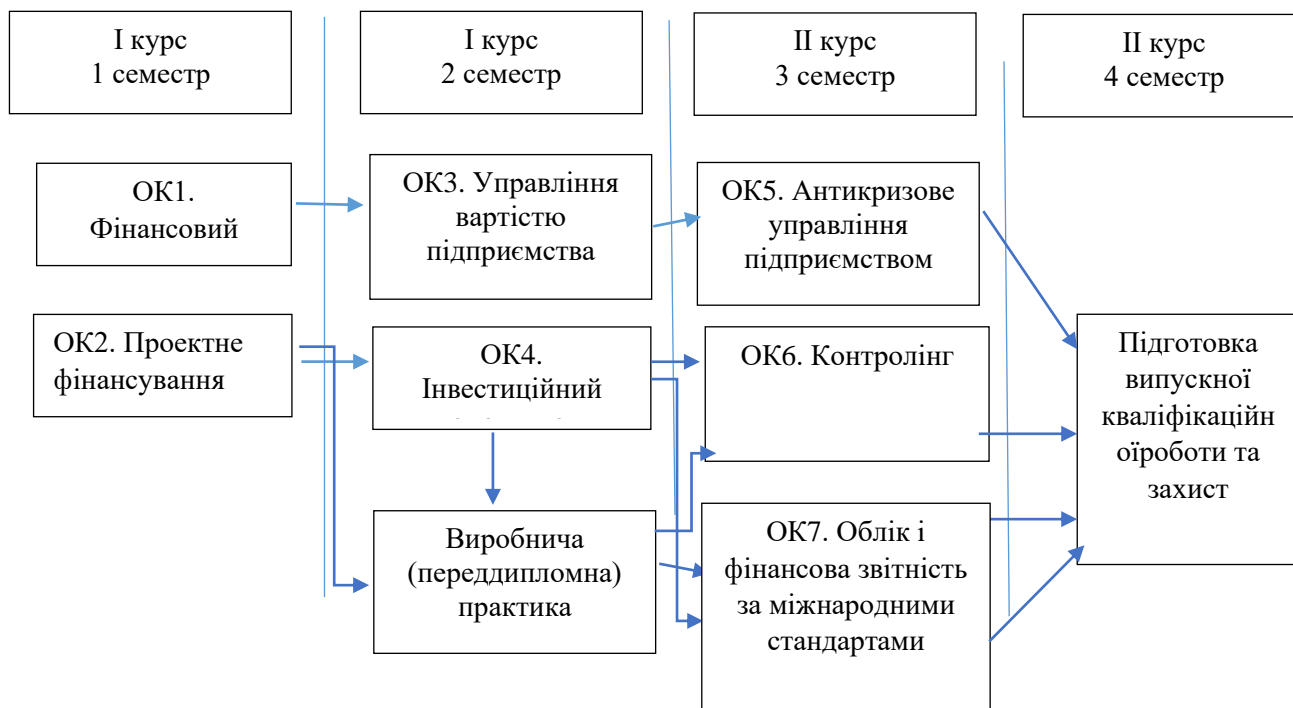 І курс
1 семестр
І курс
2 семестр
ІІ курс
3 семестр
ІІ курс
4 семестр
ОК1.
Фінансовий
ОК3. Управління
вартістю
підприємства
ОК5. Антикризове
управління
підприємством
ОК2. Проектне
фінансування
ОК4.
Інвестиційний
ОК6. Контролінг
Підготовка
випускної
кваліфікаційн
оїроботи та
захист
Виробнича
(переддипломна)
практика
ОК7. Облік і
фінансова звітність
за міжнародними
стандартами